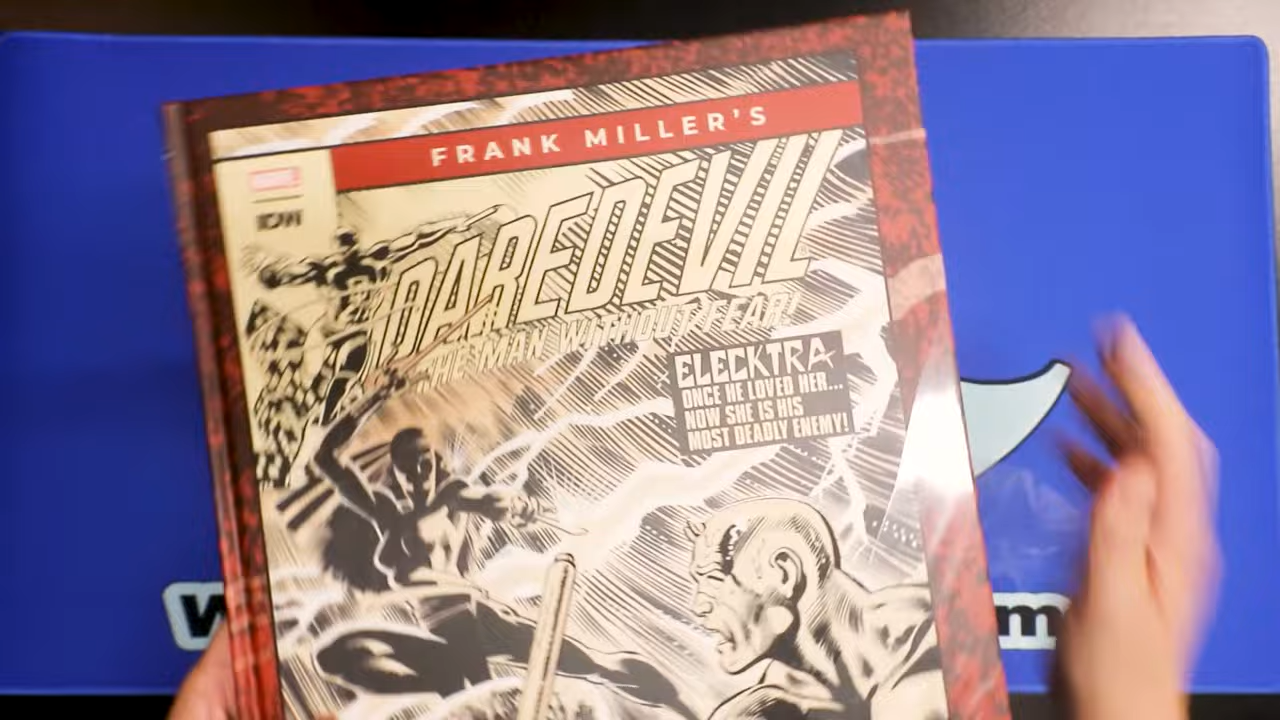 FRANK MILLER'S
MARVEL
IDW
DAREDEVIL
THE MAN WITHOUT FEAR!
ELECKTRA
ONCE HE LOVED HER...
NOW SHE IS HIS
MOST DEADLY ENEMY!
W
m